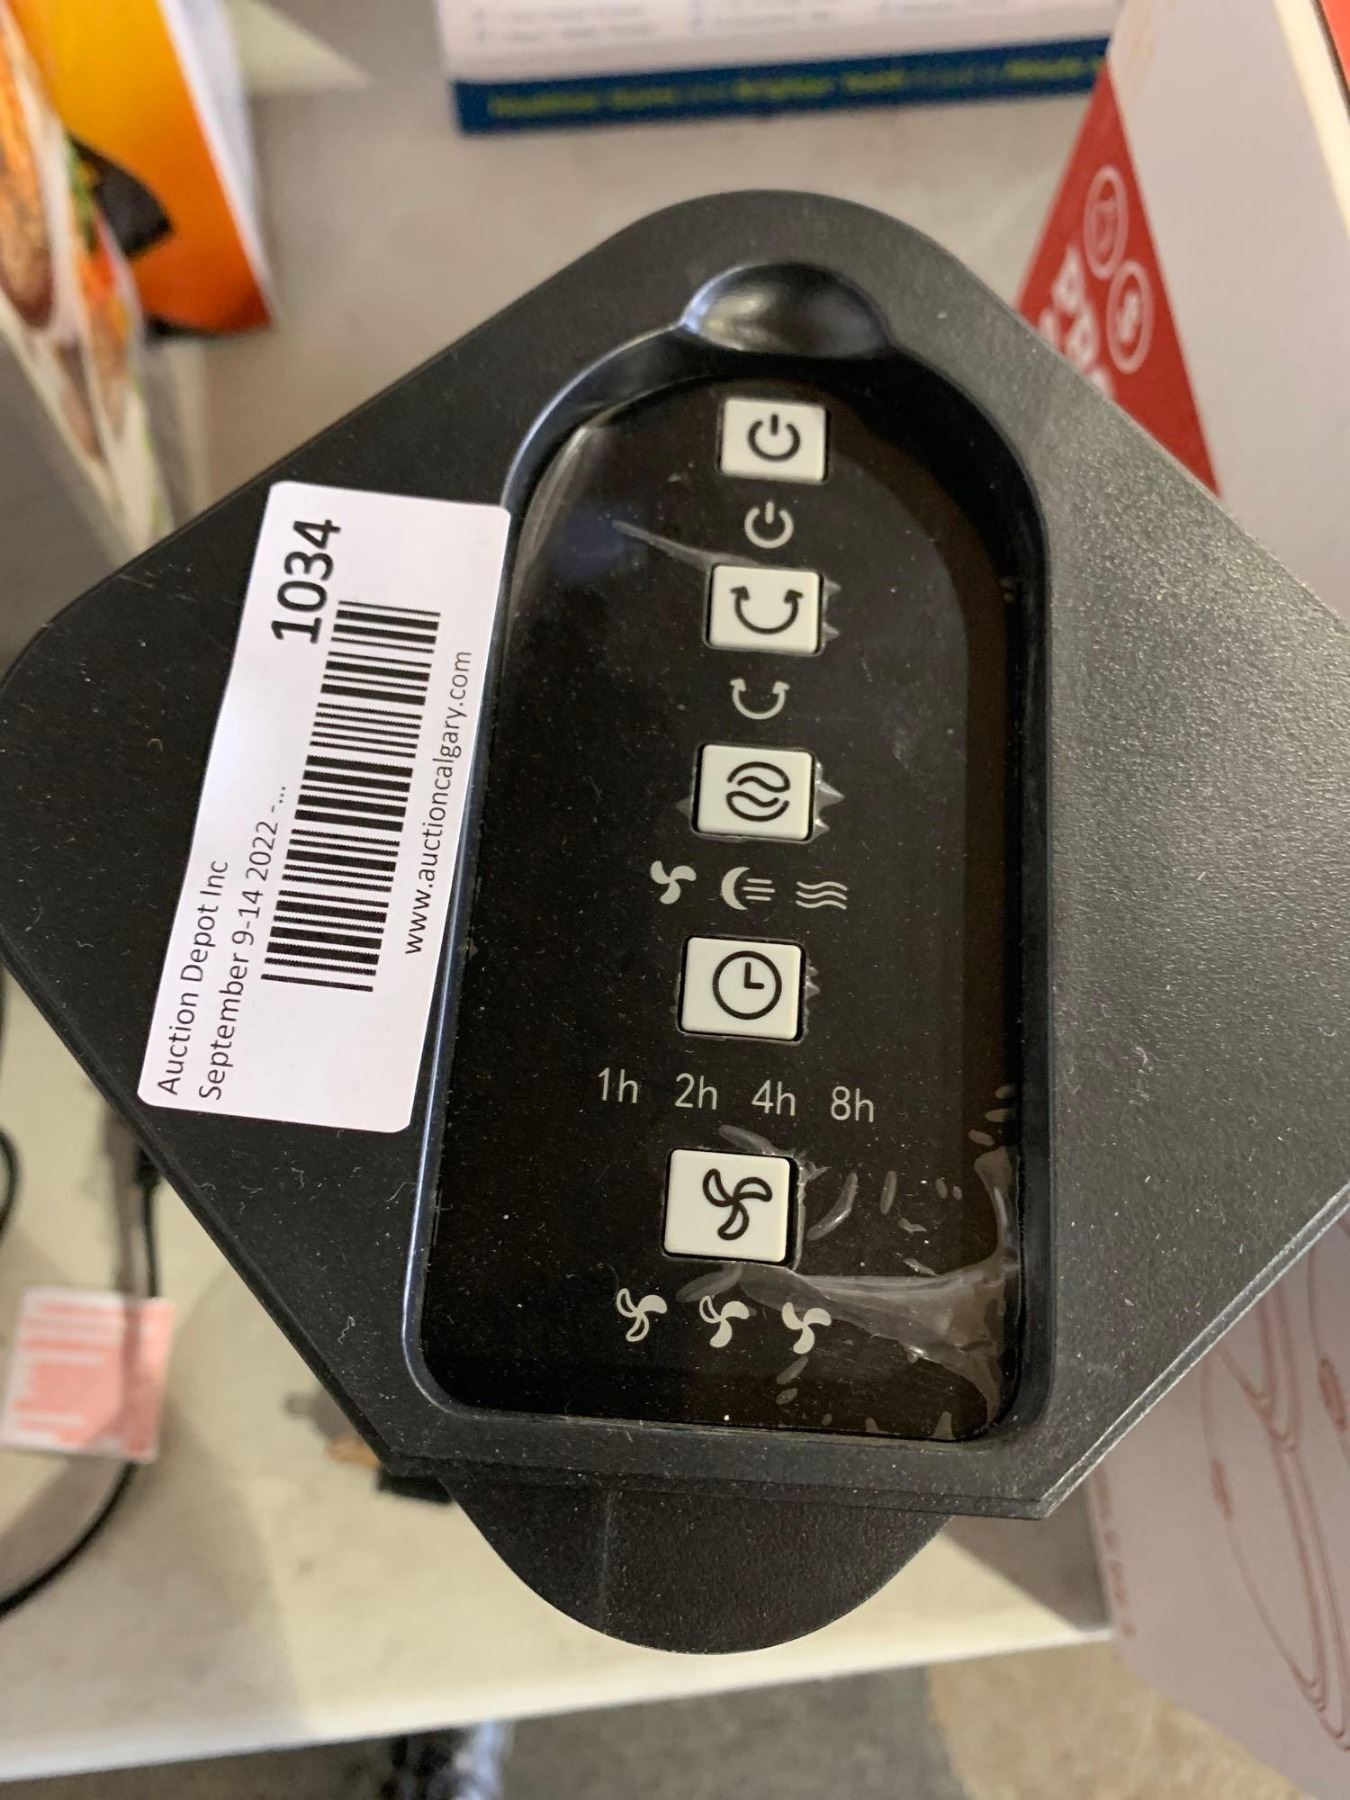 1034
Auction Depot Inc
September 9-14 2022 -...
www.auctioncalgary.com
1h 2h 4h 8h